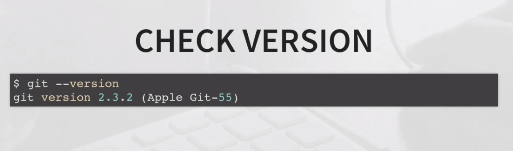 CHECK VERSION
$ git --version
git version 2.3.2 (Apple Git-55)